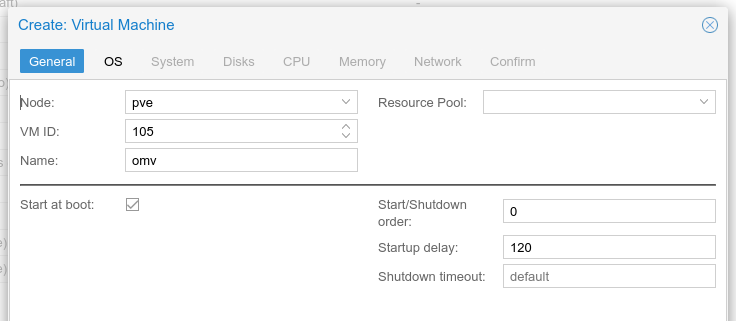 Create: Virtual Machine
General OS System Disks CPU Memory Network Confirm
Node: pve Resource Pool:
VM ID: 105
Name: omv
Start at boot: Start/Shutdown order: 0
Startup delay: 120
Shutdown timeout: default